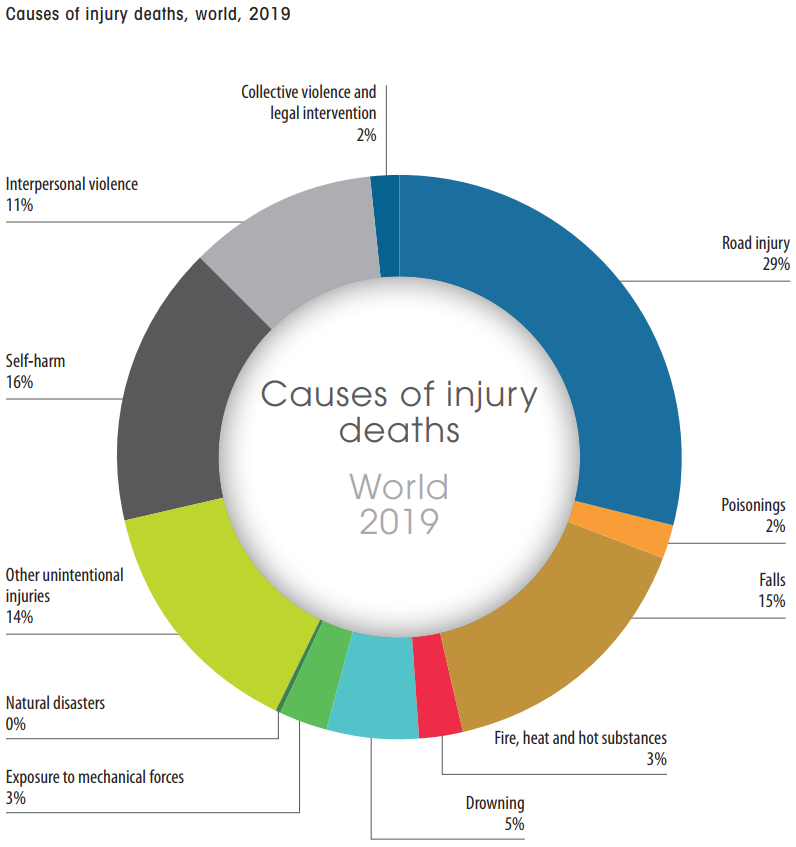 Causes of injury deaths, world, 2019
Collective violence and
legal intervention
2%
Interpersonal violence
11%
Road injury
29%
Self-harm
16%
Causes of injury
deaths
World
2019
Poisonings
2%
Other unintentional
injuries
14%
Falls
15%
Natural disasters
0%
Fire, heat and hot substances
3%
Exposure to mechanical forces
3%
Drowning
5%